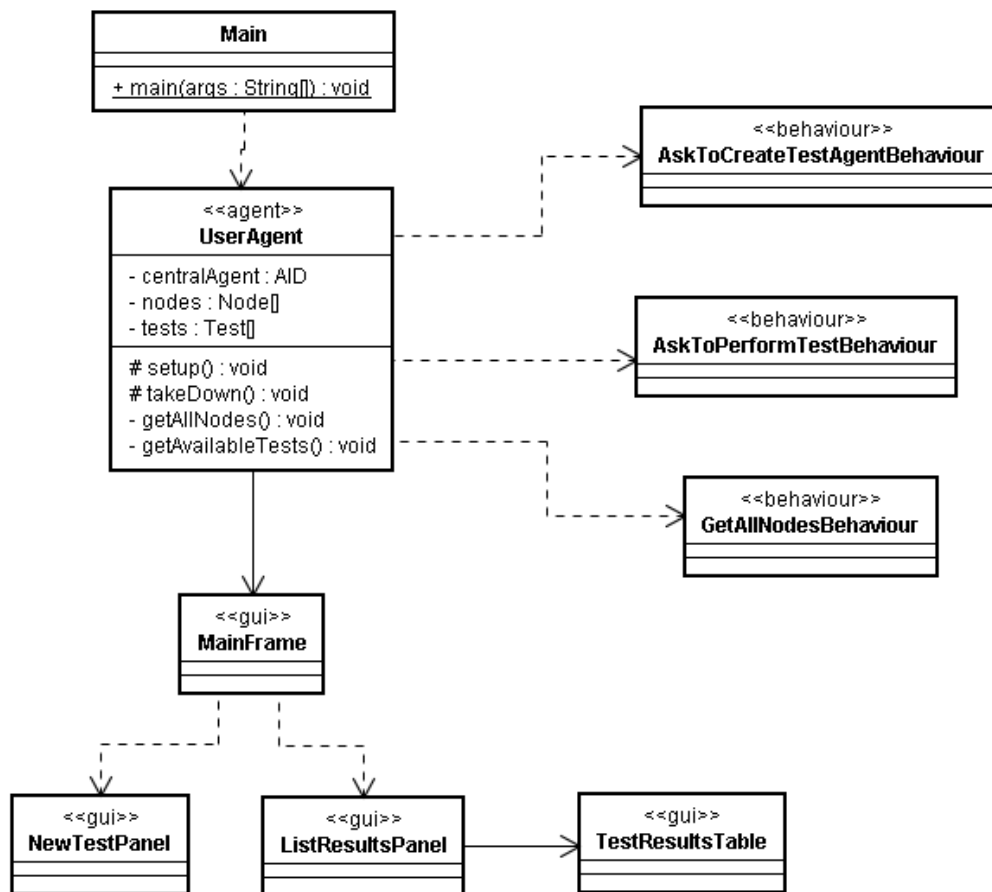 Main
+ main(args : String[]) : void
<<behaviour>>
AskToCreateTestAgentBehaviour
<<agent>>
UserAgent
- centralAgent : AID
- nodes : Node[]
- tests : Test[]
# setup() : void
# takeDown() : void
- getAllNodes() : void
- getAvailableTests() : void
<<behaviour>>
AskToPerformTestBehaviour
<<behaviour>>
GetAllNodesBehaviour
<<gui>>
MainFrame
<<gui>>
NewTestPanel
<<gui>>
ListResultsPanel
<<gui>>
TestResultsTable